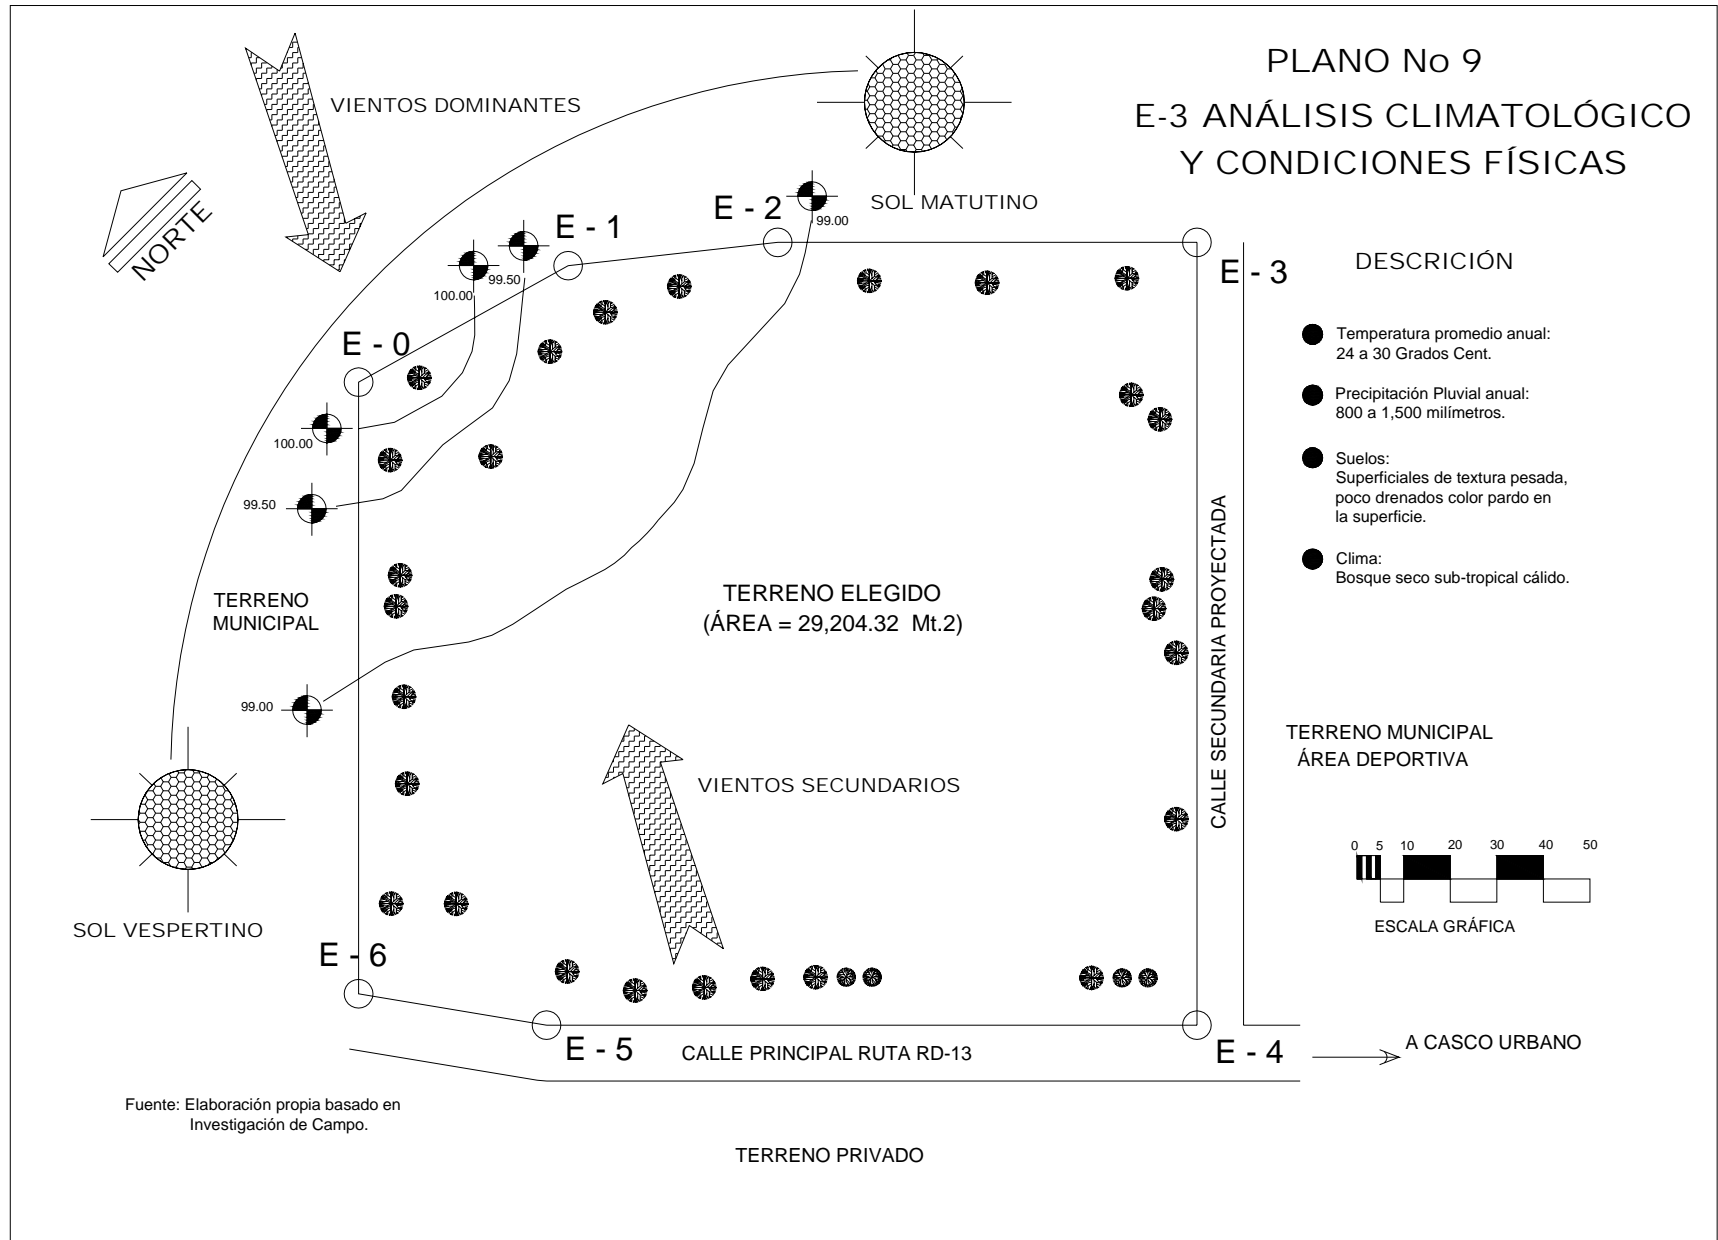 PLANO No 9
E-3 ANÁLISIS CLIMATOLÓGICO
Y CONDICIONES FÍSICAS
VIENTOS DOMINANTES
NORTE
SOL MATUTINO
E - 2
99.00
E - 1
99.50
100.00
E - 3
E - 0
100.00
99.50
99.00
DESCRICIÓN
Temperatura promedio anual:
24 a 30 Grados Cent.
Precipitación Pluvial anual:
800 a 1,500 milímetros.
Suelos:
Superficiales de textura pesada,
poco drenados color pardo en
la superficie.
Clima:
Bosque seco sub-tropical cálido.
TERRENO
MUNICIPAL
TERRENO ELEGIDO
(ÁREA = 29,204.32 Mt.2)
CALLE SECUNDARIA PROYECTADA
TERRENO MUNICIPAL
ÁREA DEPORTIVA
VIENTOS SECUNDARIOS
0 5 10 20 30 40 50
ESCALA GRÁFICA
SOL VESPERTINO
E - 6
E - 5
CALLE PRINCIPAL RUTA RD-13
E - 4
A CASCO URBANO
Fuente: Elaboración propia basado en
Investigación de Campo.
TERRENO PRIVADO